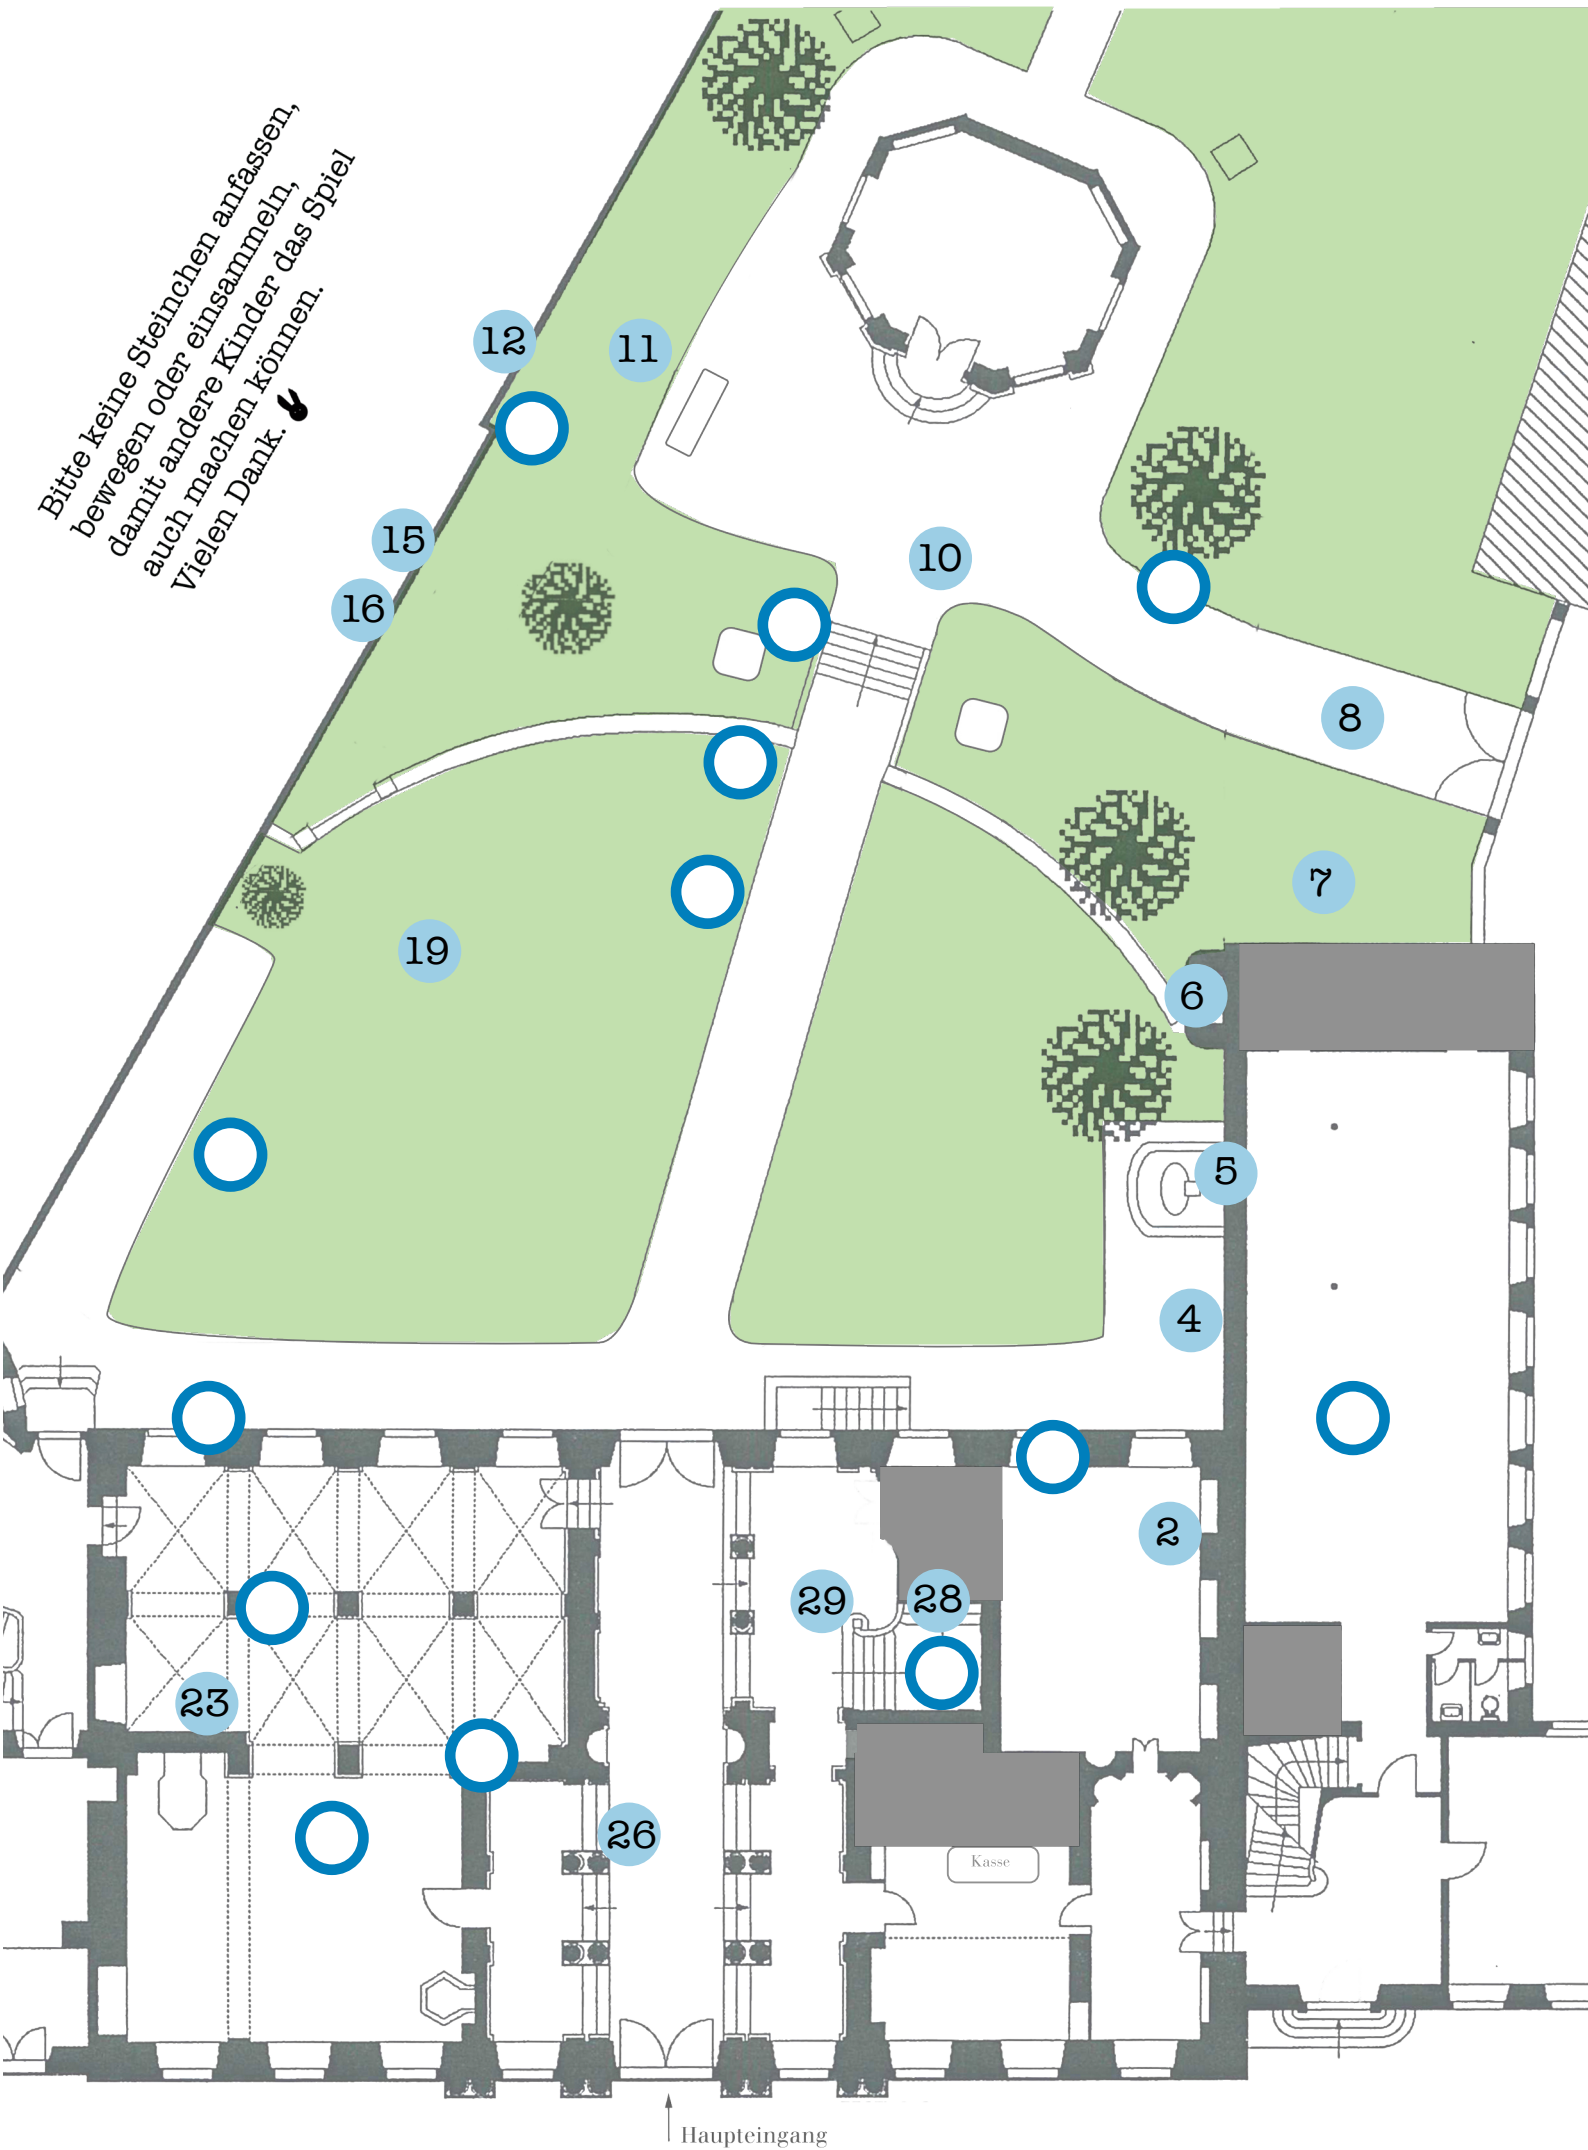 Bitte keine Steinchen anfassen,
bewegen oder einsammeln,
damit andere Kinder das Spiel
auch machen können.
Vielen Dank.
12
11
15
10
16
8
7
19
6
5
4
2
29
28
23
26
Kasse
Haupteingang